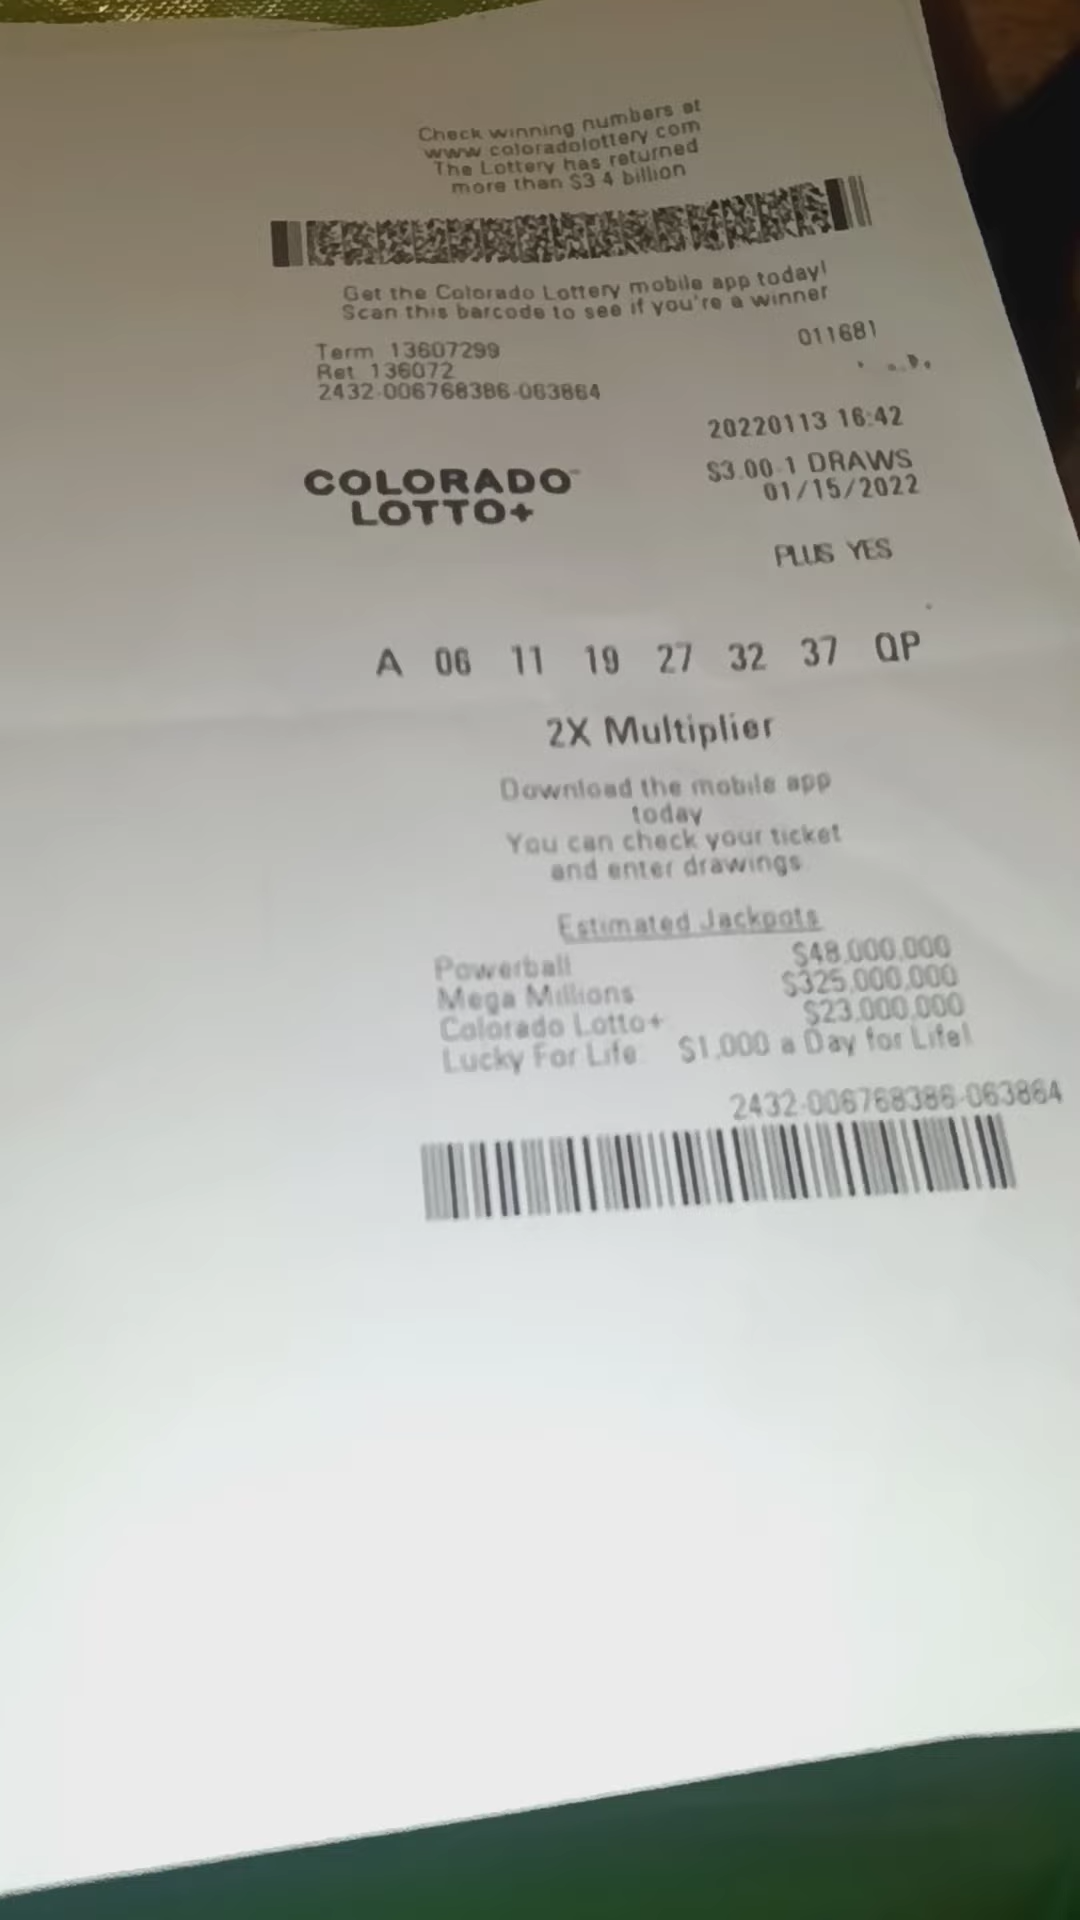 Check winning numbers at
www coloradolottery com
The Lottery has returned
more than $3 4 billion
Get the Colorado Lottery mobile app today!
Scan this barcode to see if you're a winner
Term 13607299
011681
Ret 136072
2432-006768386-063864
20220113 16:42
COLORADO™
LOTTO+
$3.00-1 DRAWS
01/15/2022
PLUS YES
A 06 11 19 27 32 37 QP
2X Multiplier
Download the mobile app
today
You can check your ticket
and enter drawings
Estimated Jackpots
Powerball $48,000,000
Mega Millions $325,000,000
Colorado Lotto+ $23,000,000
Lucky For Life $1,000 a Day for Life!
2432-006768386-063864